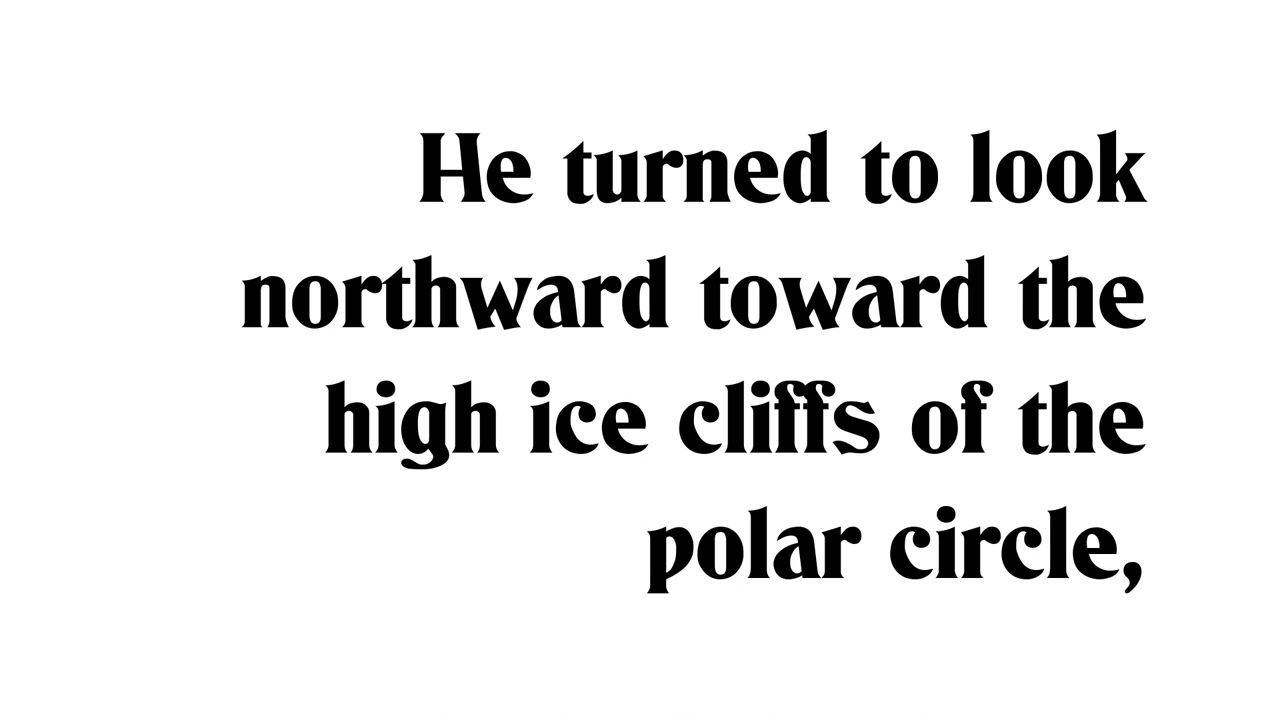 He turned to look
northward toward the
high ice cliffs of the
polar circle,